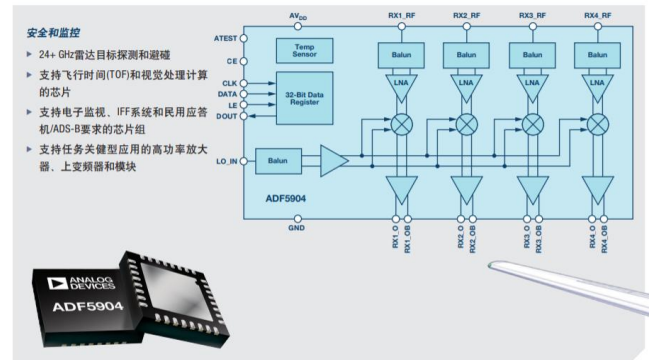 安全和监控
▶ 24+ GHz雷达目标探测和避碰
▶ 支持飞行时间(TOF)和视觉处理计算
的芯片
▶ 支持电子监视、IFF系统和民用应答
机/ADS-B要求的芯片组
▶ 支持任务关健型应用的高功率放大
器、上变频器和模块
AVDD
RX1_RF
RX2_RF
RX3_RF
RX4_RF
ATEST
CE
CLK
DATA
LE
DOUT
LO_IN
Temp
Sensor
32-Bit Data
Register
Balun
Balun
Balun
Balun
LNA
LNA
LNA
LNA
Balun
ADF5904
GND
RX1_O
RX1_OB
RX2_O
RX2_OB
RX3_O
RX3_OB
RX4_O
RX4_OB
ANALOG
DEVICES
ADF5904